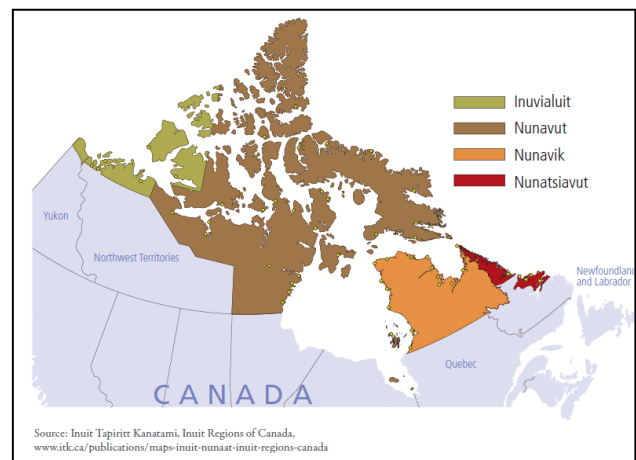 Inuvialuit
Nunavut
Nunavik
Nunatsiavut
Yukon
Northwest Territories
Newfoundland
and Labrador
Quebec
CANADA
Source: Inuit Tapiritt Kanatami, Inuit Regions of Canada,
www.itk.ca/publications/maps-inuit-nunaat-inuit-regions-canada